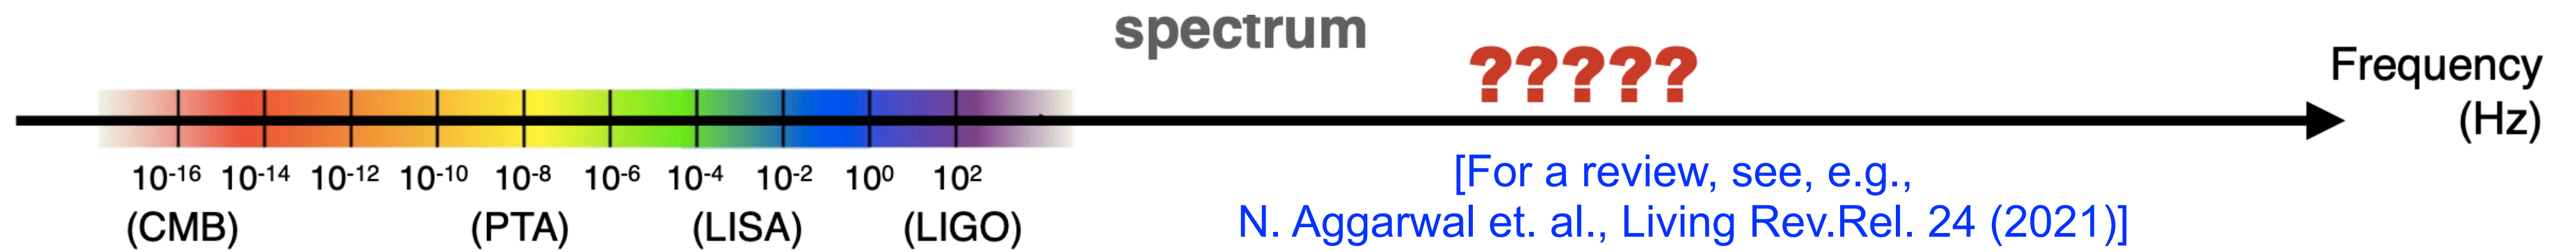 spectrum
?????
Frequency
(Hz)
10-16 10-14 10-12 10-10 10-8 10-6 10-4 10-2 100 102
(CMB) (PTA) (LISA) (LIGO)
[For a review, see, e.g.,
N. Aggarwal et. al., Living Rev.Rel. 24 (2021)]